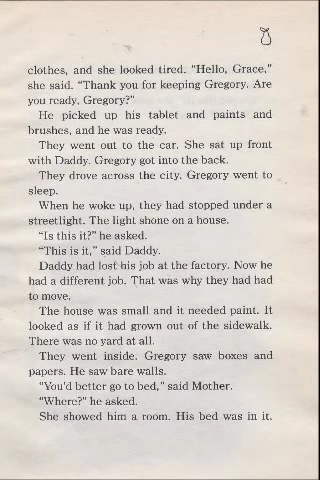 clothes, and she looked tired. "Hello, Grace,"
she said. "Thank you for keeping Gregory. Are
you ready, Gregory?"
He picked up his tablet and paints and
brushes, and he was ready.
They went out to the car. She sat up front
with Daddy. Gregory got into the back.
They drove across the city. Gregory went to
sleep.
When he woke up, they had stopped under a
streetlight. The light shone on a house.
"Is this it?" he asked.
"This is it," said Daddy.
Daddy had lost his job at the factory. Now he
had a different job. That was why they had had
to move.
The house was small and it needed paint. It
looked as if it had grown out of the sidewalk.
There was no yard at all.
They went inside. Gregory saw boxes and
papers. He saw bare walls.
"You'd better go to bed," said Mother.
"Where?" he asked.
She showed him a room. His bed was in it.